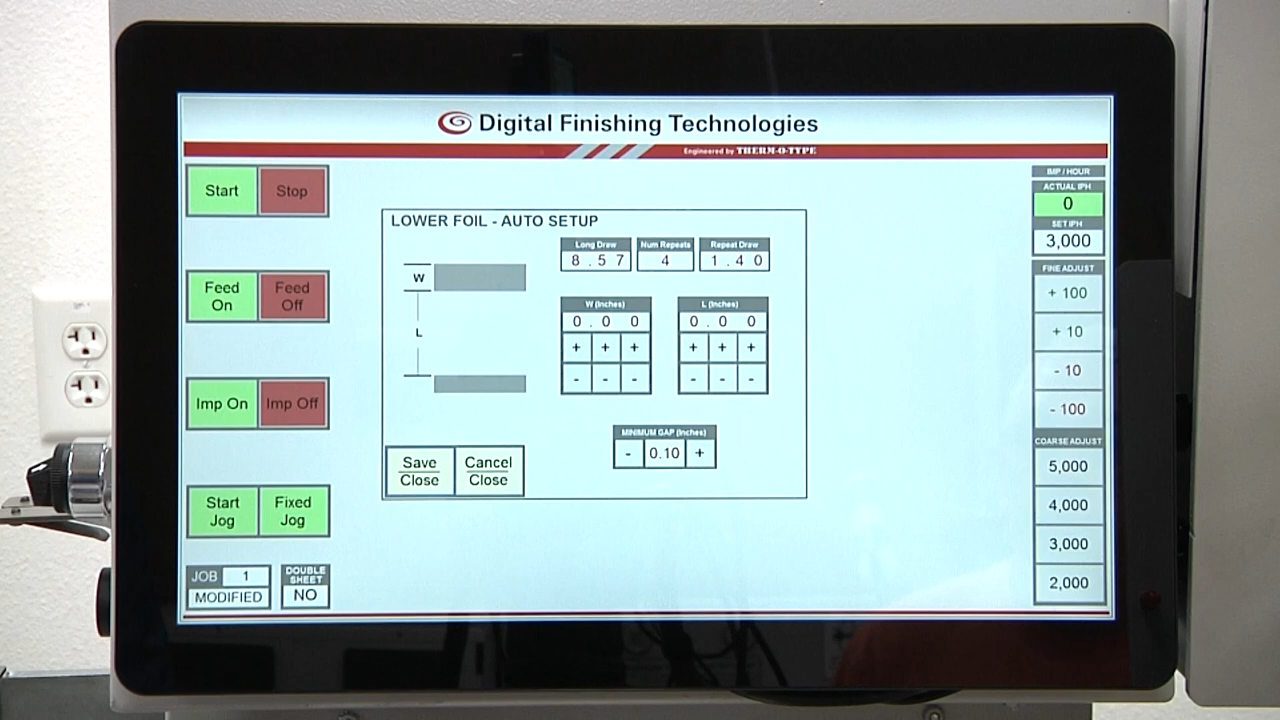 Digital Finishing Technologies
Engineered by THERM-O-TYPE
Start
Stop
Feed
On
Feed
Off
Imp On
Imp Off
Start
Jog
Fixed
Jog
JOB 1
MODIFIED
DOUBLE
SHEET
NO
LOWER FOIL - AUTO SETUP
Long Draw
8 . 5 7
Num Repeats
4
Repeat Draw
1 . 4 0
W
L
W (Inches)
0 . 0 0
+ + +
- - -
L (Inches)
0 . 0 0
+ + +
- - -
MINIMUM GAP (Inches)
- 0.10 +
Save
Close
Cancel
Close
IMP / HOUR
ACTUAL IPH
0
SET IPH
3,000
FINE ADJUST
+ 100
+ 10
- 10
- 100
COARSE ADJUST
5,000
4,000
3,000
2,000